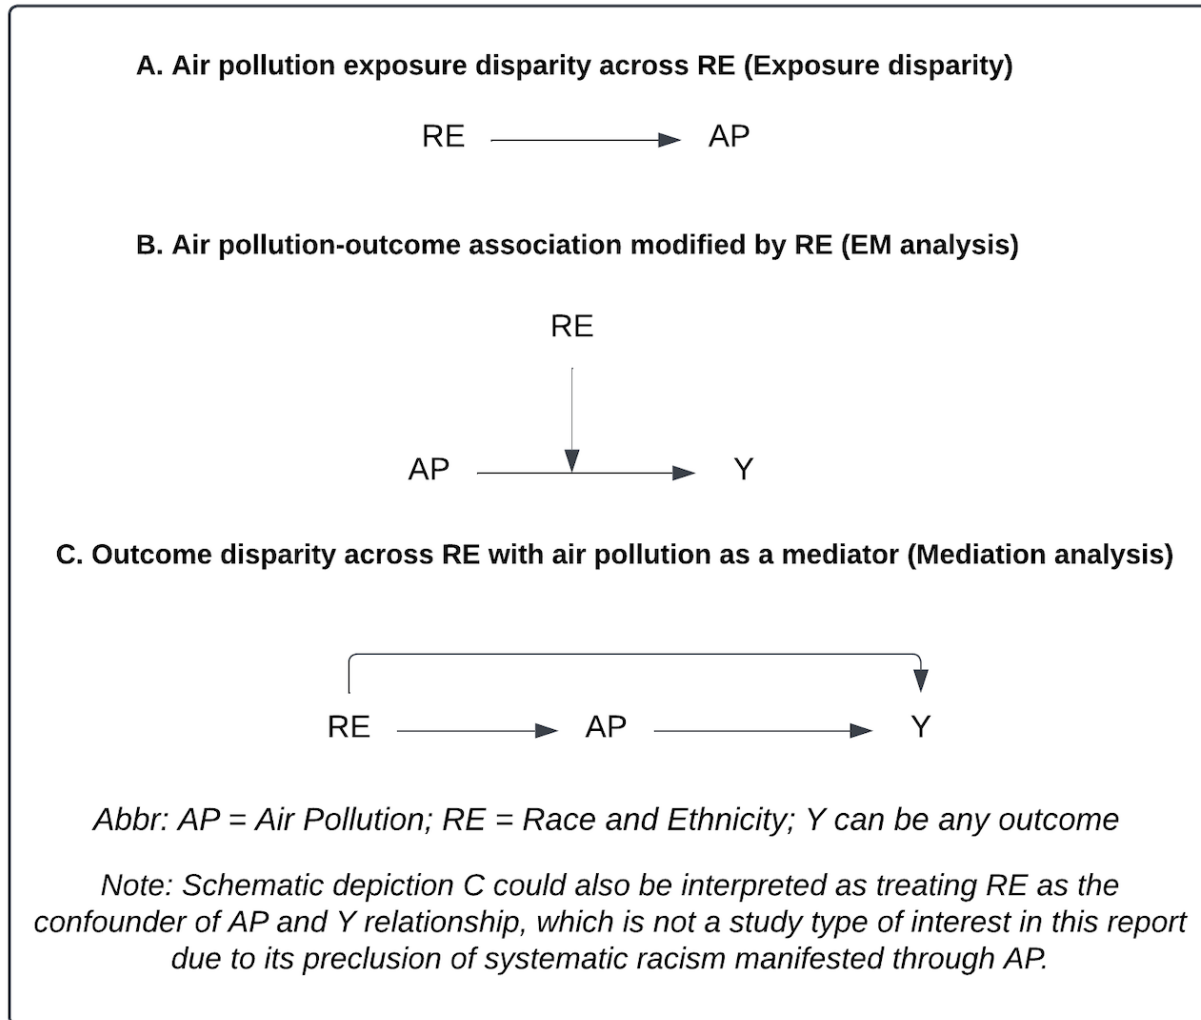 A. Air pollution exposure disparity across RE (Exposure disparity)
RE AP
B. Air pollution-outcome association modified by RE (EM analysis)
RE
AP Y
C. Outcome disparity across RE with air pollution as a mediator (Mediation analysis)
RE AP Y
Abbr: AP = Air Pollution; RE = Race and Ethnicity; Y can be any outcome
Note: Schematic depiction C could also be interpreted as treating RE as the
confounder of AP and Y relationship, which is not a study type of interest in this report
due to its preclusion of systematic racism manifested through AP.